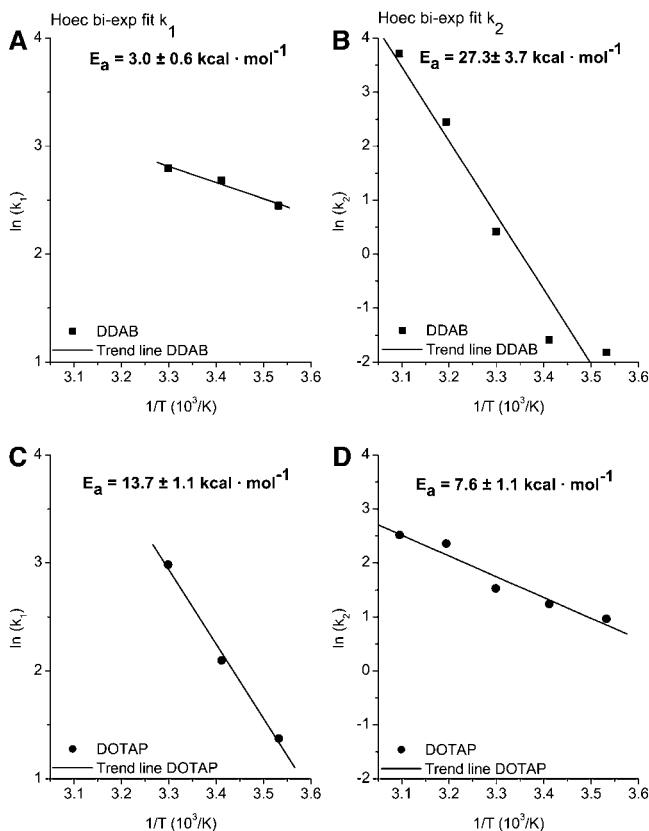 Hoec bi-exp fit k1
A
Ea = 3.0 ± 0.6 kcal · mol-1
4
3
2
1
ln (k1)
DDAB
Trend line DDAB
3.1 3.2 3.3 3.4 3.5 3.6
1/T (10³/K)
Hoec bi-exp fit k2
B
Ea = 27.3± 3.7 kcal · mol-1
4
3
2
1
0
-1
-2
ln (k2)
DDAB
Trend line DDAB
3.1 3.2 3.3 3.4 3.5 3.6
1/T (10³/K)
C
Ea = 13.7 ± 1.1 kcal · mol-1
4
3
2
1
ln (k1)
DOTAP
Trend line DOTAP
3.1 3.2 3.3 3.4 3.5 3.6
1/T (10³/K)
D
Ea = 7.6 ± 1.1 kcal · mol-1
4
3
2
1
0
-1
-2
ln (k2)
DOTAP
Trend line DOTAP
3.1 3.2 3.3 3.4 3.5 3.6
1/T (10³/K)